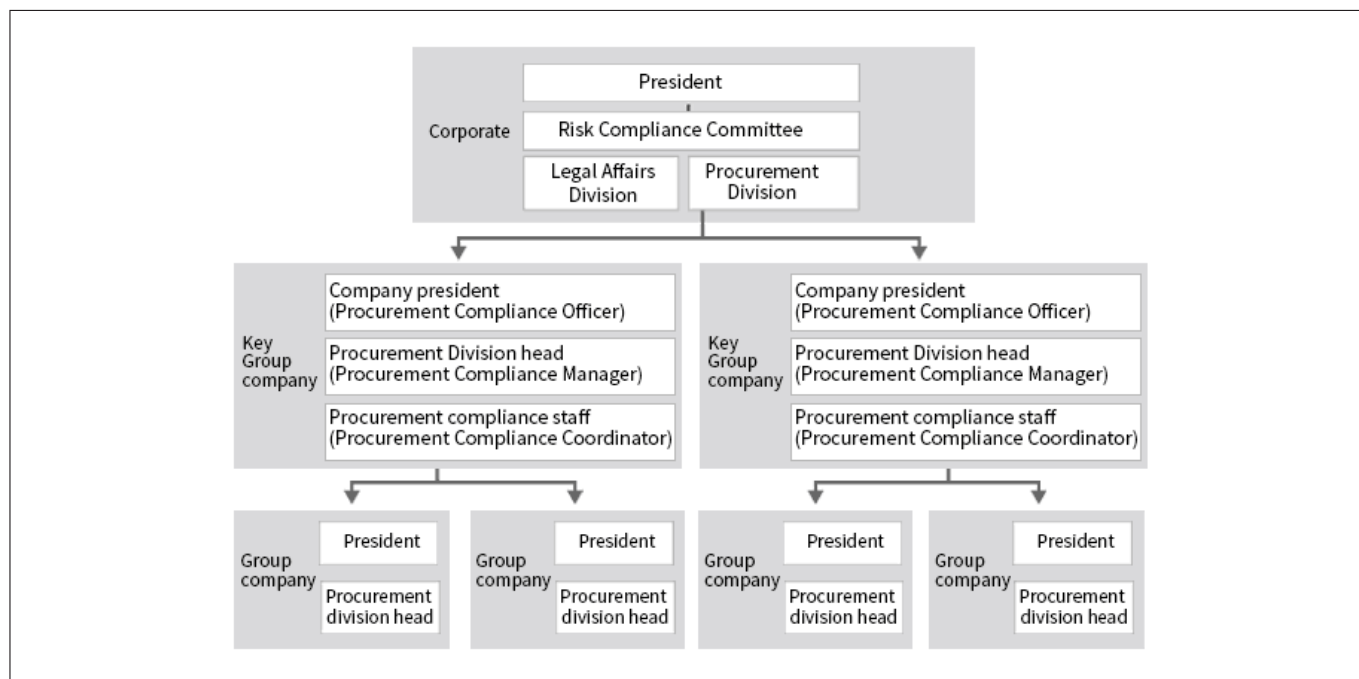 President
Corporate
Risk Compliance Committee
Legal Affairs
Division
Procurement
Division
Key
Group
company
Company president
(Procurement Compliance Officer)
Procurement Division head
(Procurement Compliance Manager)
Procurement compliance staff
(Procurement Compliance Coordinator)
Key
Group
company
Company president
(Procurement Compliance Officer)
Procurement Division head
(Procurement Compliance Manager)
Procurement compliance staff
(Procurement Compliance Coordinator)
Group
company
President
Procurement
division head
Group
company
President
Procurement
division head
Group
company
President
Procurement
division head
Group
company
President
Procurement
division head